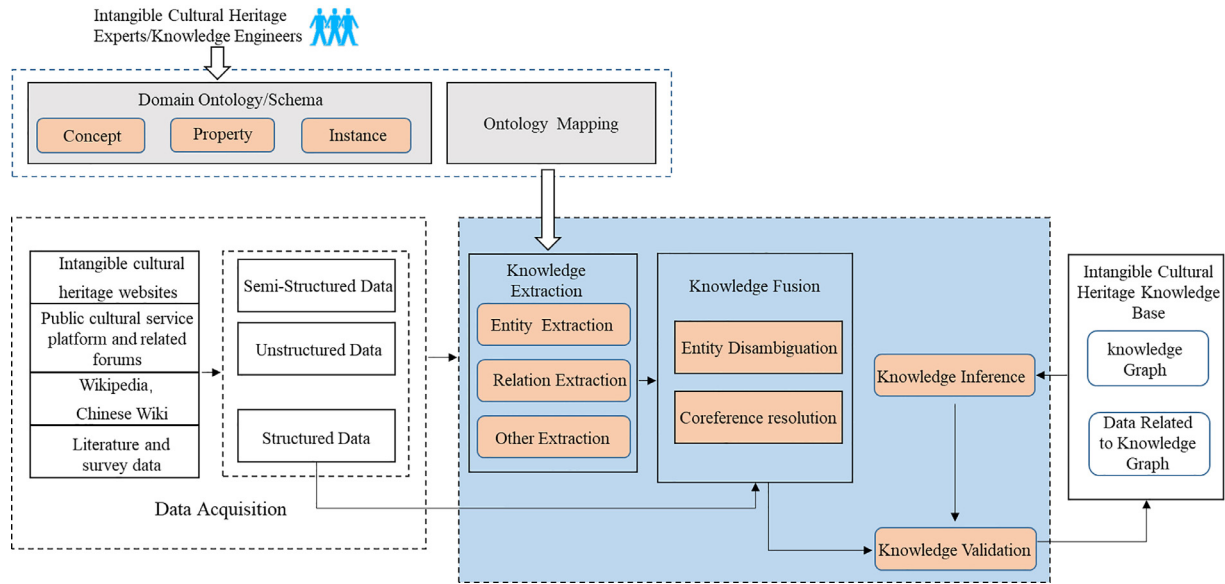 Intangible Cultural Heritage
Experts/Knowledge Engineers
Domain Ontology/Schema
Concept
Property
Instance
Ontology Mapping
Intangible cultural
heritage websites
Public cultural service
platform and related
forums
Wikipedia、
Chinese Wiki
Literature and
survey data
Semi-Structured Data
Unstructured Data
Structured Data
Data Acquisition
Knowledge
Extraction
Entity Extraction
Relation Extraction
Other Extraction
Knowledge Fusion
Entity Disambiguation
Coreference resolution
Knowledge Inference
Knowledge Validation
Intangible Cultural
Heritage Knowledge
Base
knowledge
Graph
Data Related
to Knowledge
Graph